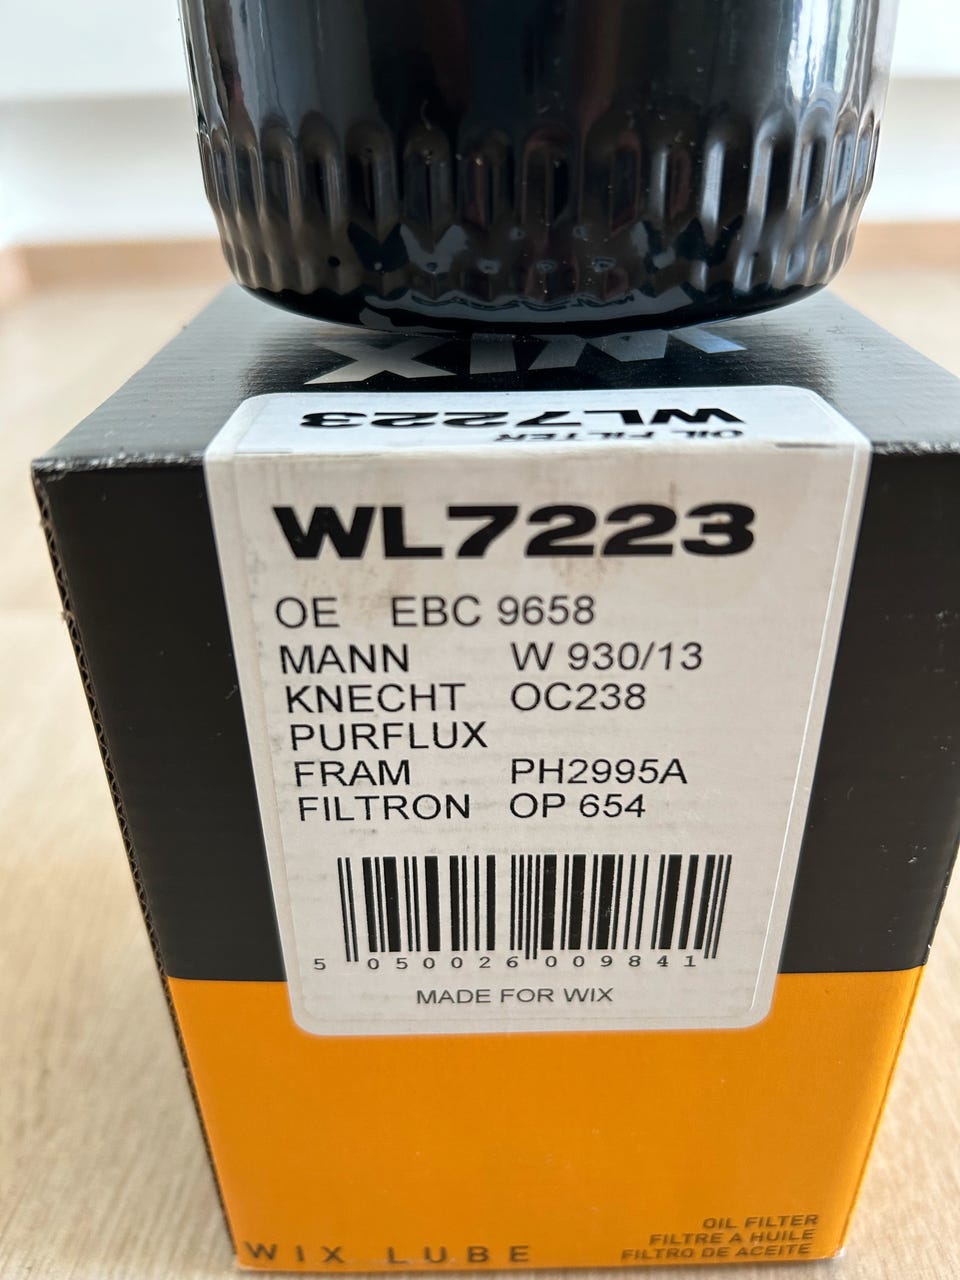 WIX
OIL FILTER
WL7223
WL7223
OE EBC 9658
MANN W 930/13
KNECHT OC238
PURFLUX
FRAM PH2995A
FILTRON OP 654
5 050026 009841
MADE FOR WIX
WIX LUBE
OIL FILTER
FILTRE A HUILE
FILTRO DE ACEITE